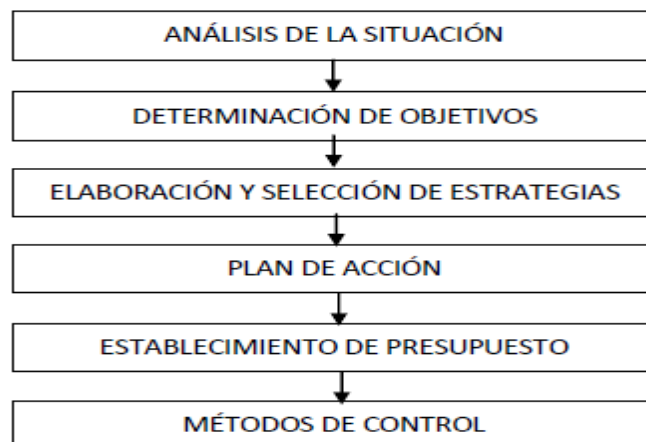 ANÁLISIS DE LA SITUACIÓN
DETERMINACIÓN DE OBJETIVOS
ELABORACIÓN Y SELECCIÓN DE ESTRATEGIAS
PLAN DE ACCIÓN
ESTABLECIMIENTO DE PRESUPUESTO
MÉTODOS DE CONTROL